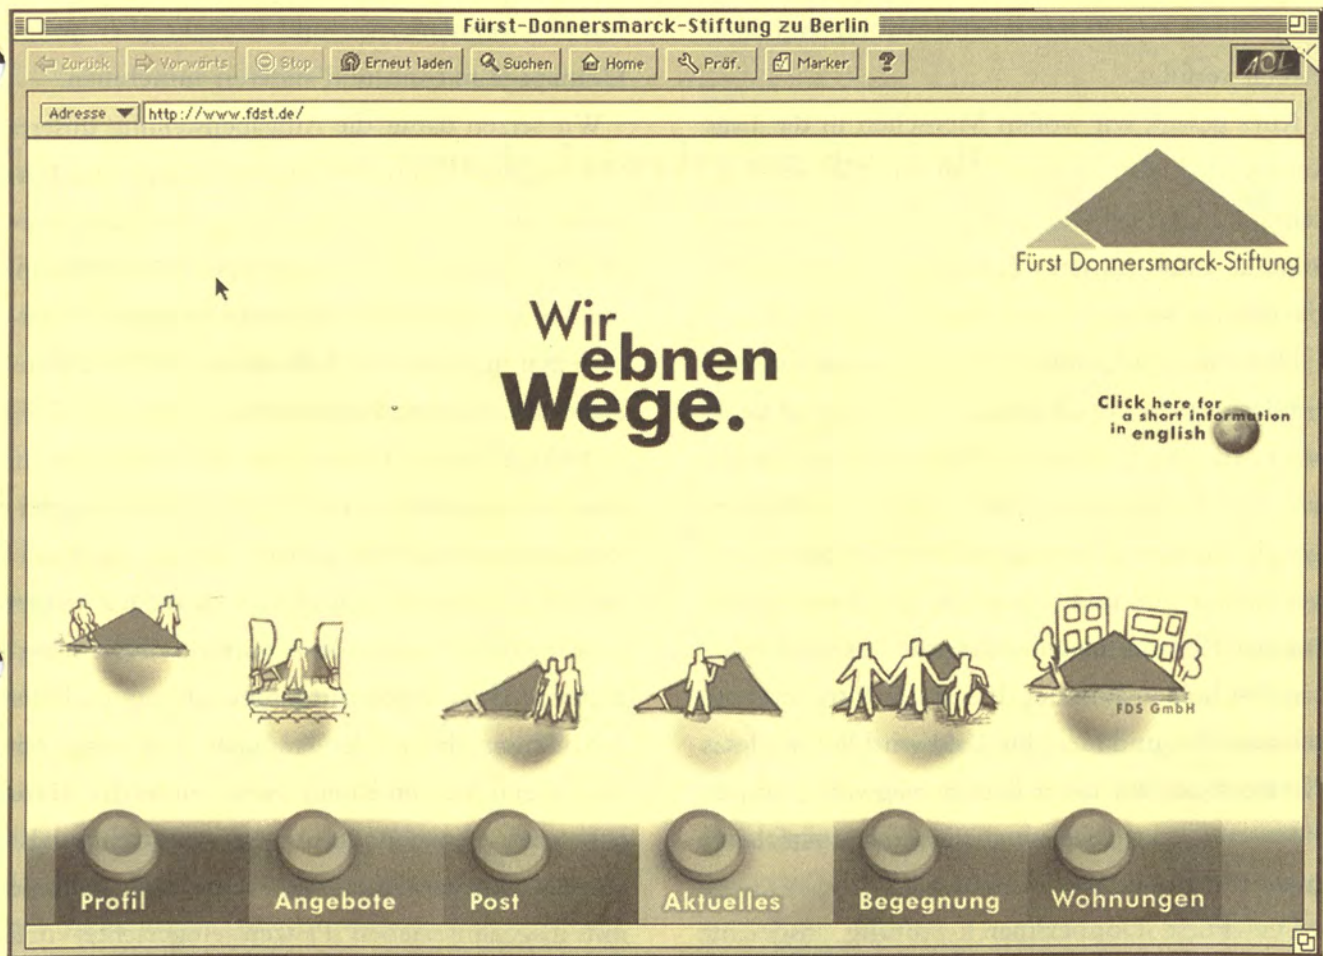 Fürst-Donnersmarck-Stiftung zu Berlin
Zurück Vorwärts Stop Erneut laden Suchen Home Präf. Marker ?
AOL
Adresse http://www.fdst.de/
Fürst Donnersmarck-Stiftung
Wir
ebnen
Wege.
Click here for
a short information
in english
FDS GmbH
Profil Angebote Post Aktuelles Begegnung Wohnungen